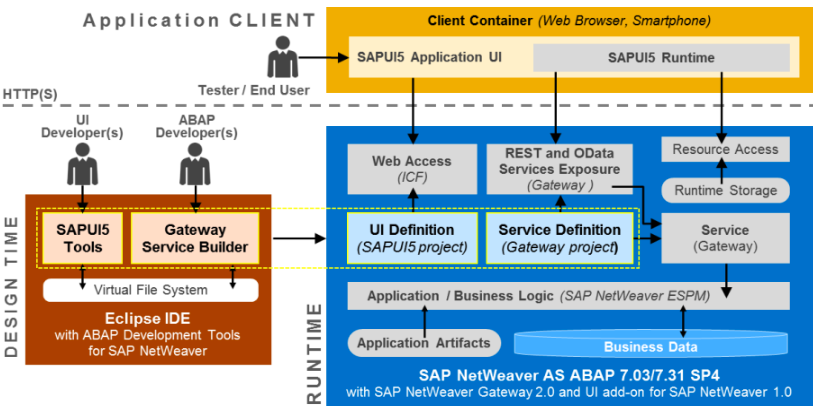 Application CLIENT
Client Container (Web Browser, Smartphone)
SAPUI5 Application UI
SAPUI5 Runtime
Tester / End User
HTTP(S)
UI
Developer(s)
ABAP
Developer(s)
Web Access
(ICF)
REST and OData
Services Exposure
(Gateway )
Resource Access
Runtime Storage
DESIGN TIME
SAPUI5
Tools
Gateway
Service Builder
UI Definition
(SAPUI5 project)
Service Definition
(Gateway project)
Service
(Gateway)
Virtual File System
Eclipse IDE
with ABAP Development Tools
for SAP NetWeaver
RUNTIME
Application / Business Logic (SAP NetWeaver ESPM)
Application Artifacts
Business Data
SAP NetWeaver AS ABAP 7.03/7.31 SP4
with SAP NetWeaver Gateway 2.0 and UI add-on for SAP NetWeaver 1.0